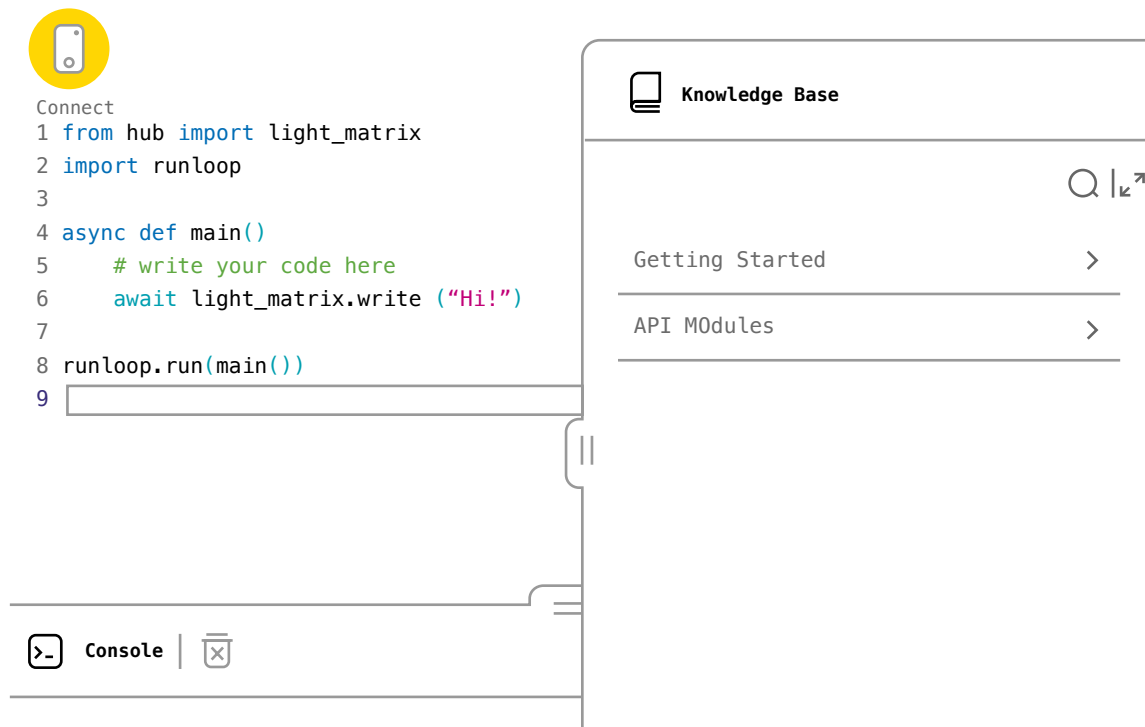 Connect
1 from hub import light_matrix
2 import runloop
3
4 async def main()
5     # write your code here
6     await light_matrix.write (“Hi!”)
7
8 runloop.run(main())
9
Console
Knowledge Base
Getting Started
API MOdules